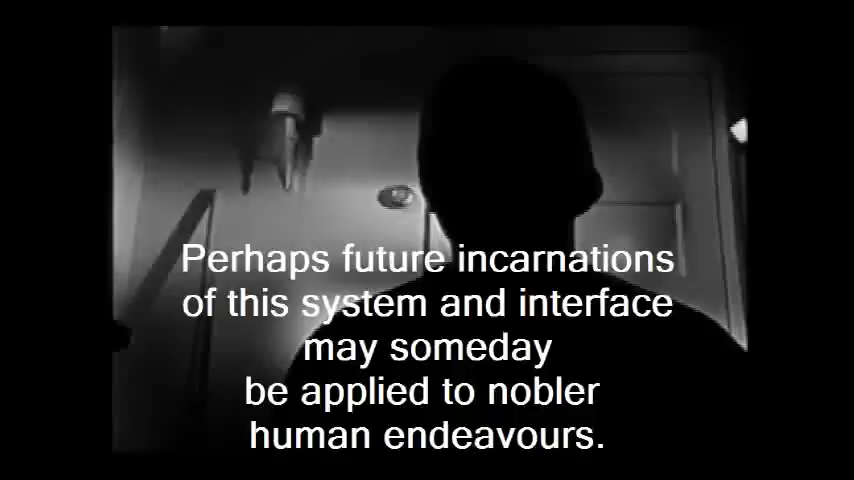 Perhaps future incarnations
of this system and interface
may someday
be applied to nobler
human endeavours.